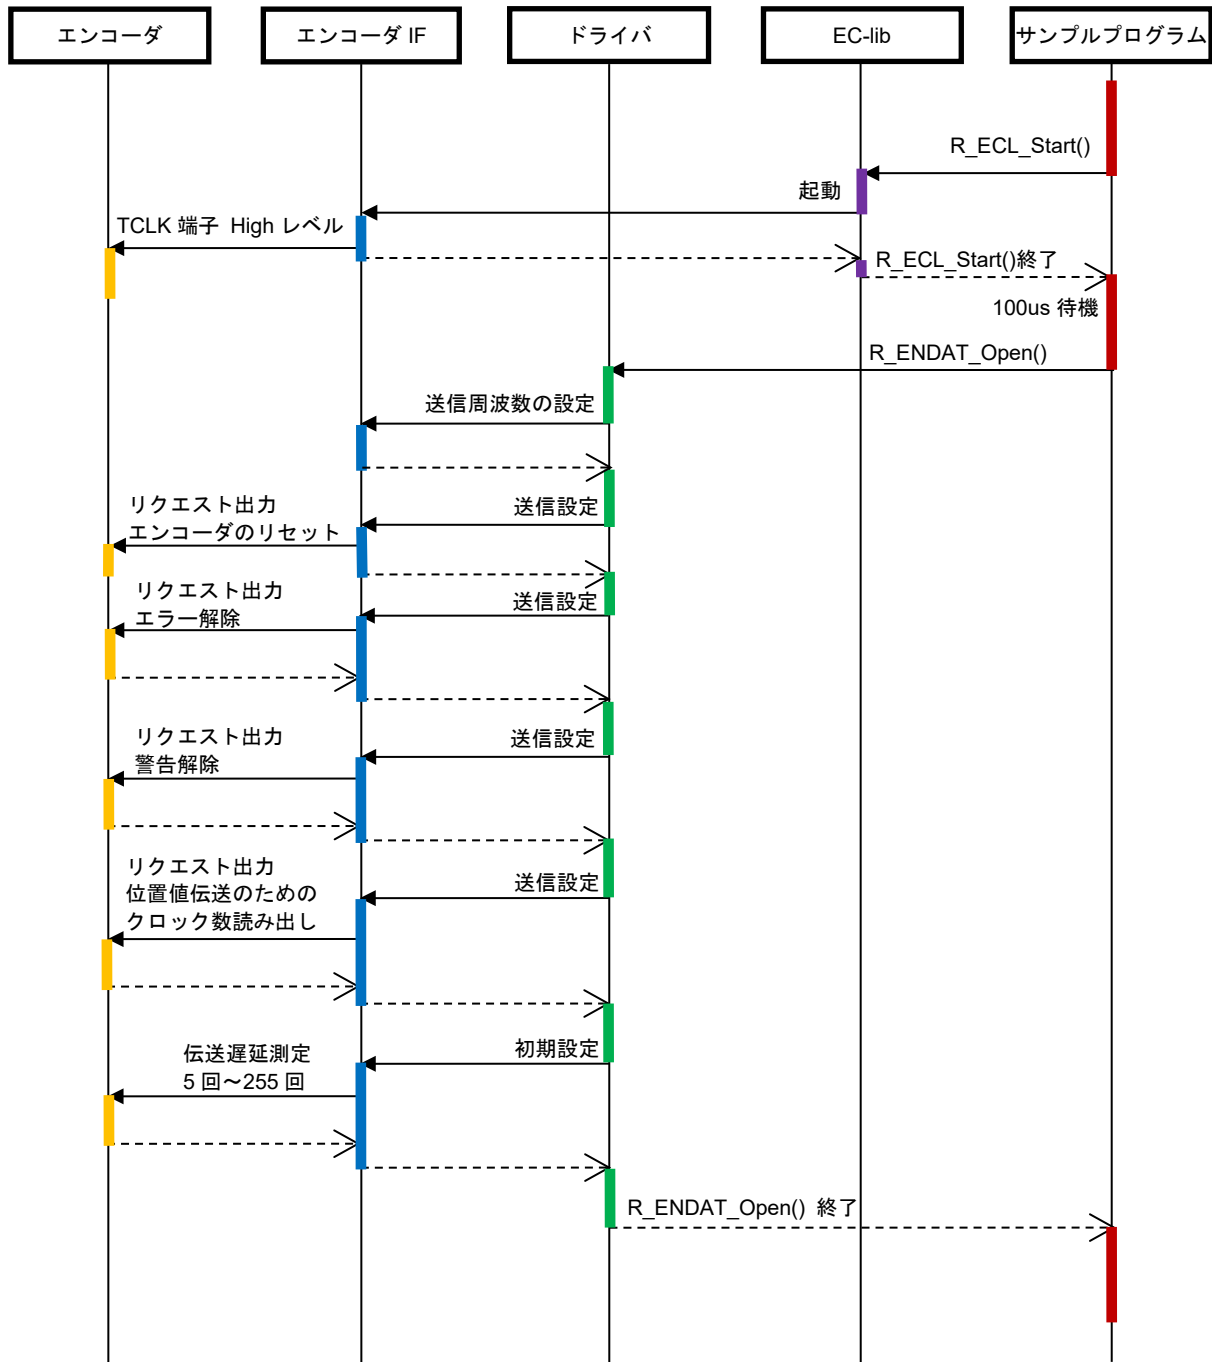 エンコーダ
エンコーダ IF
ドライバ
EC-lib
サンプルプログラム
R_ECL_Start()
起動
TCLK 端子 High レベル
R_ECL_Start()終了
100us 待機
R_ENDAT_Open()
送信周波数の設定
リクエスト出力
エンコーダのリセット
送信設定
リクエスト出力
エラー解除
送信設定
リクエスト出力
警告解除
送信設定
リクエスト出力
位置値伝送のための
クロック数読み出し
送信設定
伝送遅延測定
5 回～255 回
初期設定
R_ENDAT_Open() 終了